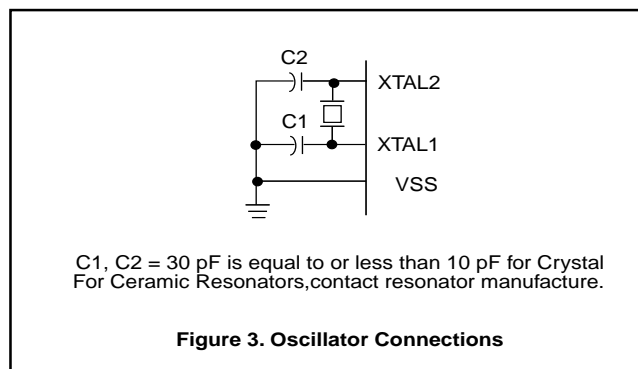 C2
XTAL2
C1
XTAL1
VSS
C1, C2 = 30 pF is equal to or less than 10 pF for Crystal
For Ceramic Resonators,contact resonator manufacture.
Figure 3. Oscillator Connections